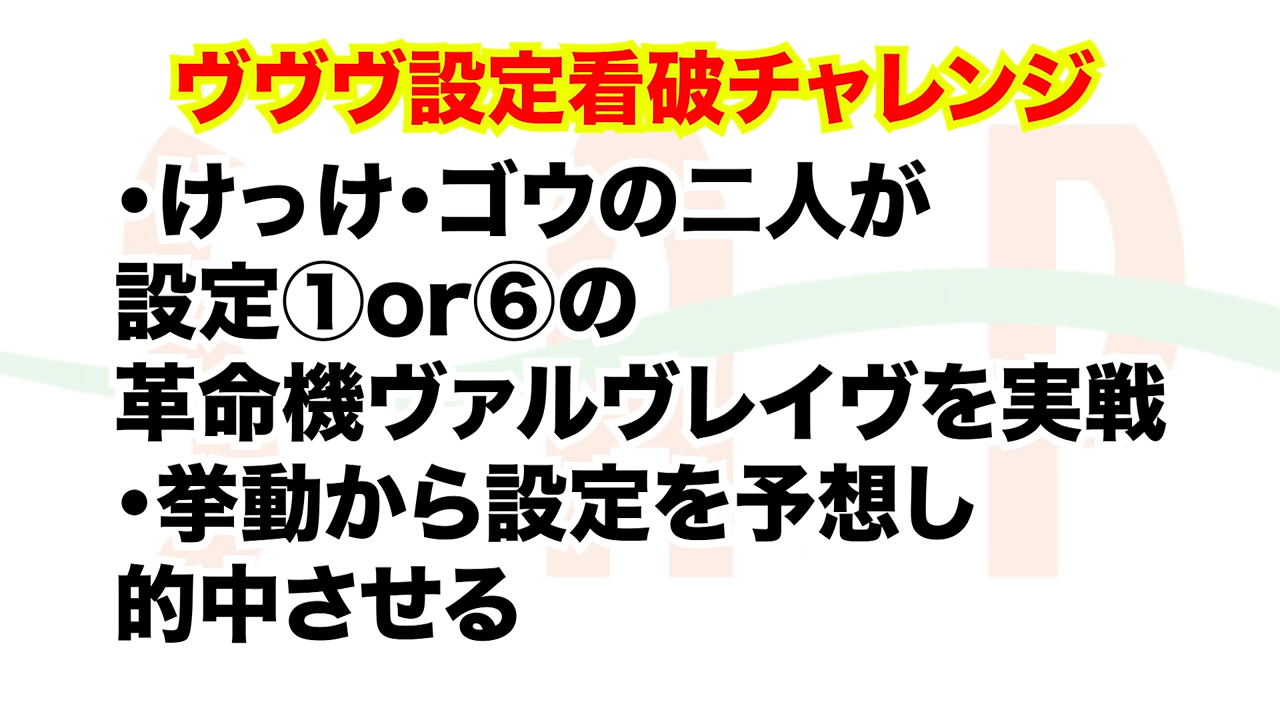 ヴヴヴ設定看破チャレンジ
・けっけ・ゴウの二人が
設定①or⑥の
革命機ヴァルヴレイヴを実戦
・挙動から設定を予想し
的中させる